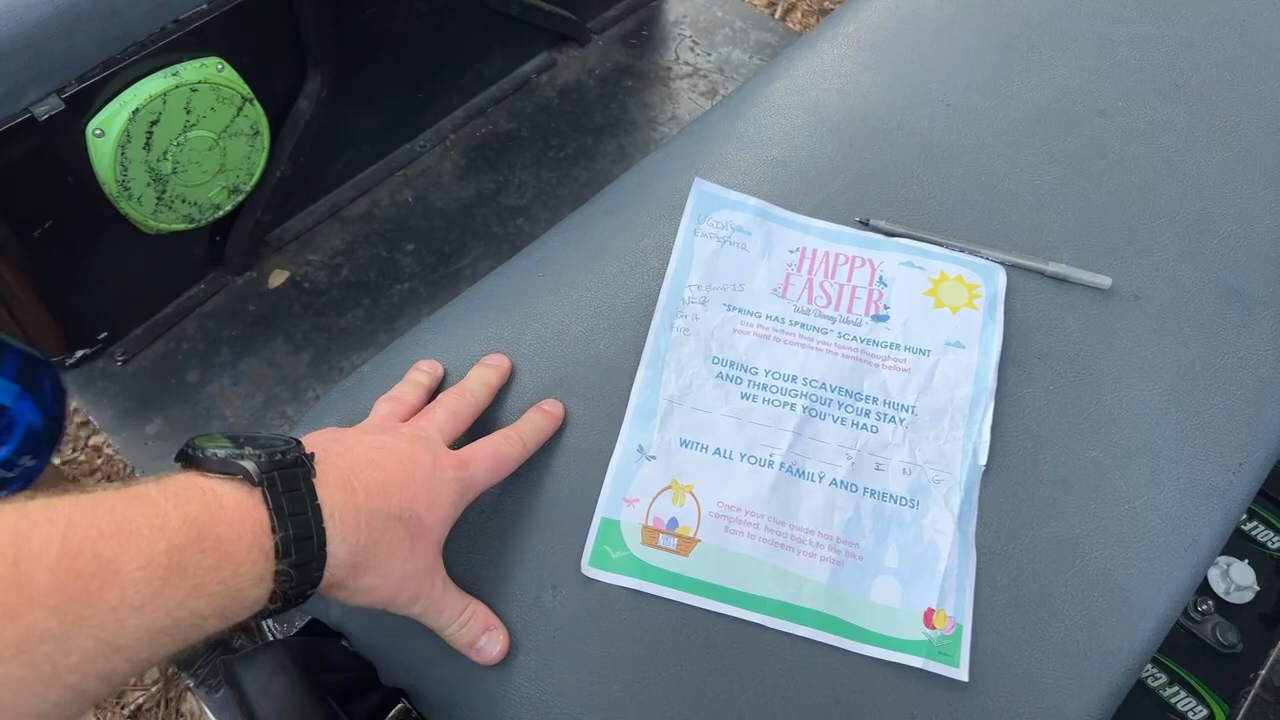 HAPPY
EASTER
Walt Disney World
"SPRING HAS SPRUNG" SCAVENGER HUNT
Use the letters that you found throughout
your hunt to complete the sentence below!
DURING YOUR SCAVENGER HUNT,
AND THROUGHOUT YOUR STAY,
WE HOPE YOU'VE HAD
I N G
WITH ALL YOUR FAMILY AND FRIENDS!
Once your clue guide has been
completed, head back to the Bike
Barn to redeem your prize!
GOLF
GOLF CA